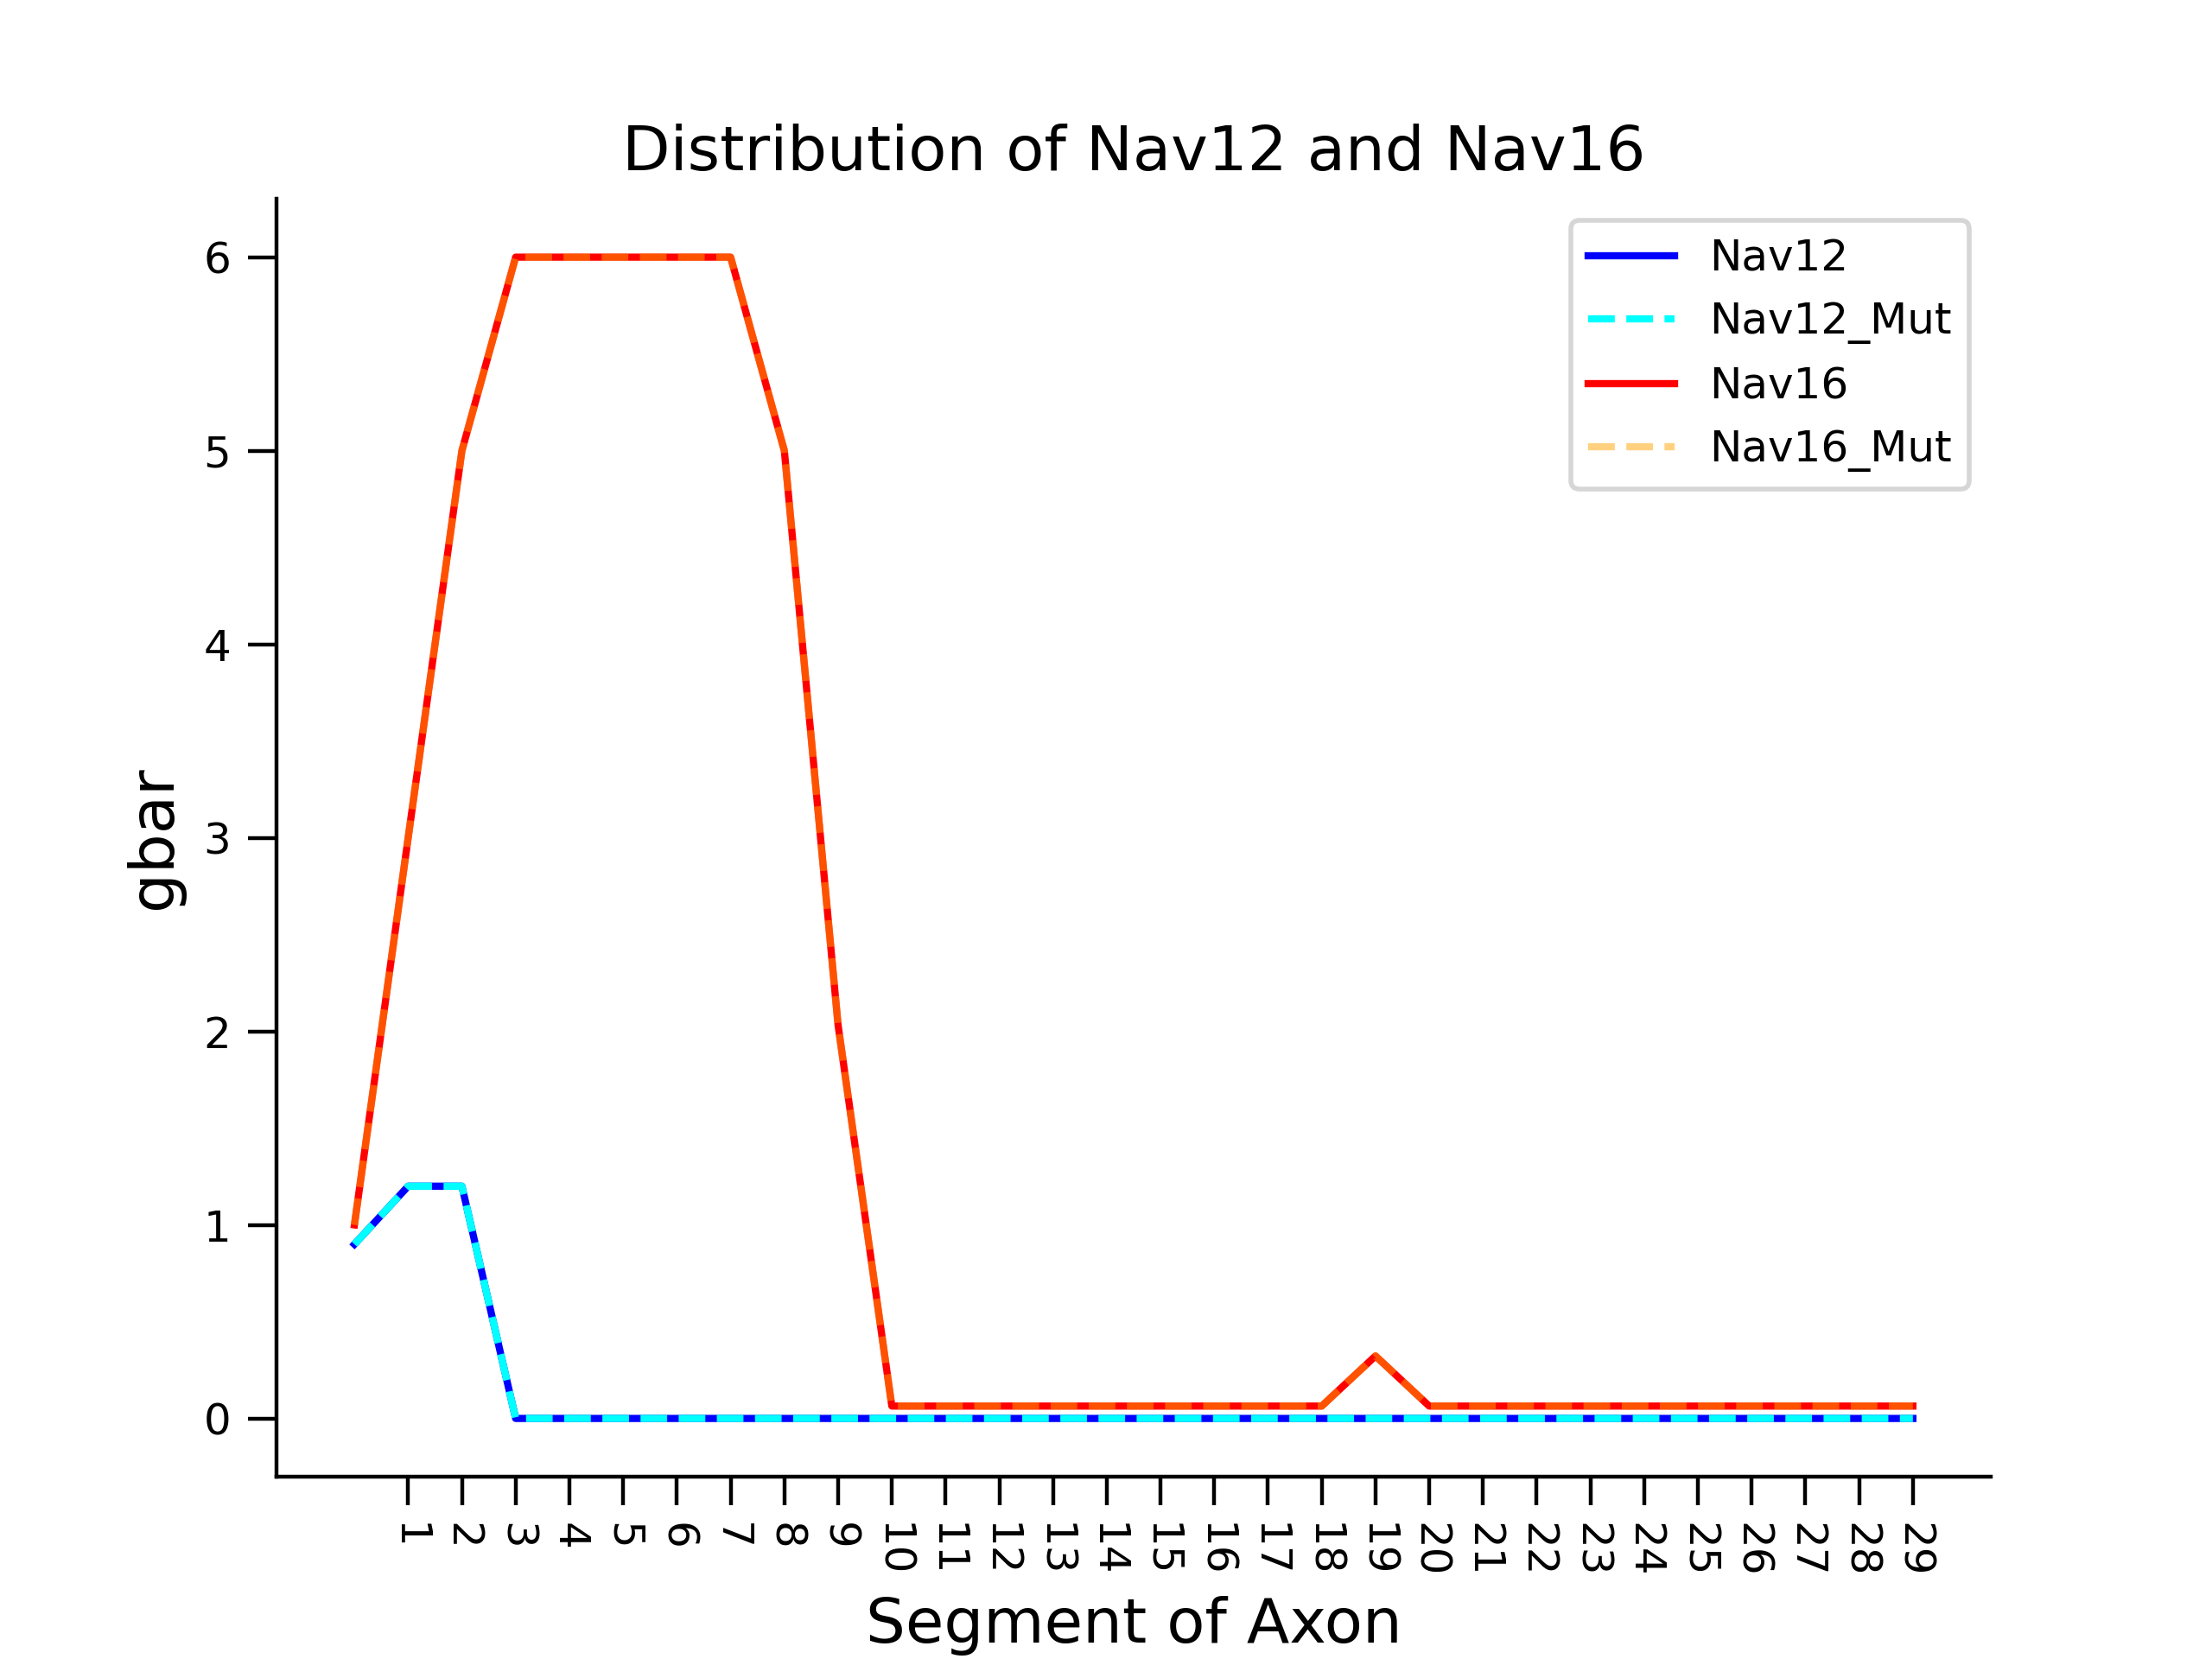 Distribution of Nav12 and Nav16
Nav12
Nav12_Mut
Nav16
Nav16_Mut
6
5
4
3
2
1
0
gbar
1 2 3 4 5 6 7 8 9 10 11 12 13 14 15 16 17 18 19 20 21 22 23 24 25 26 27 28 29
Segment of Axon